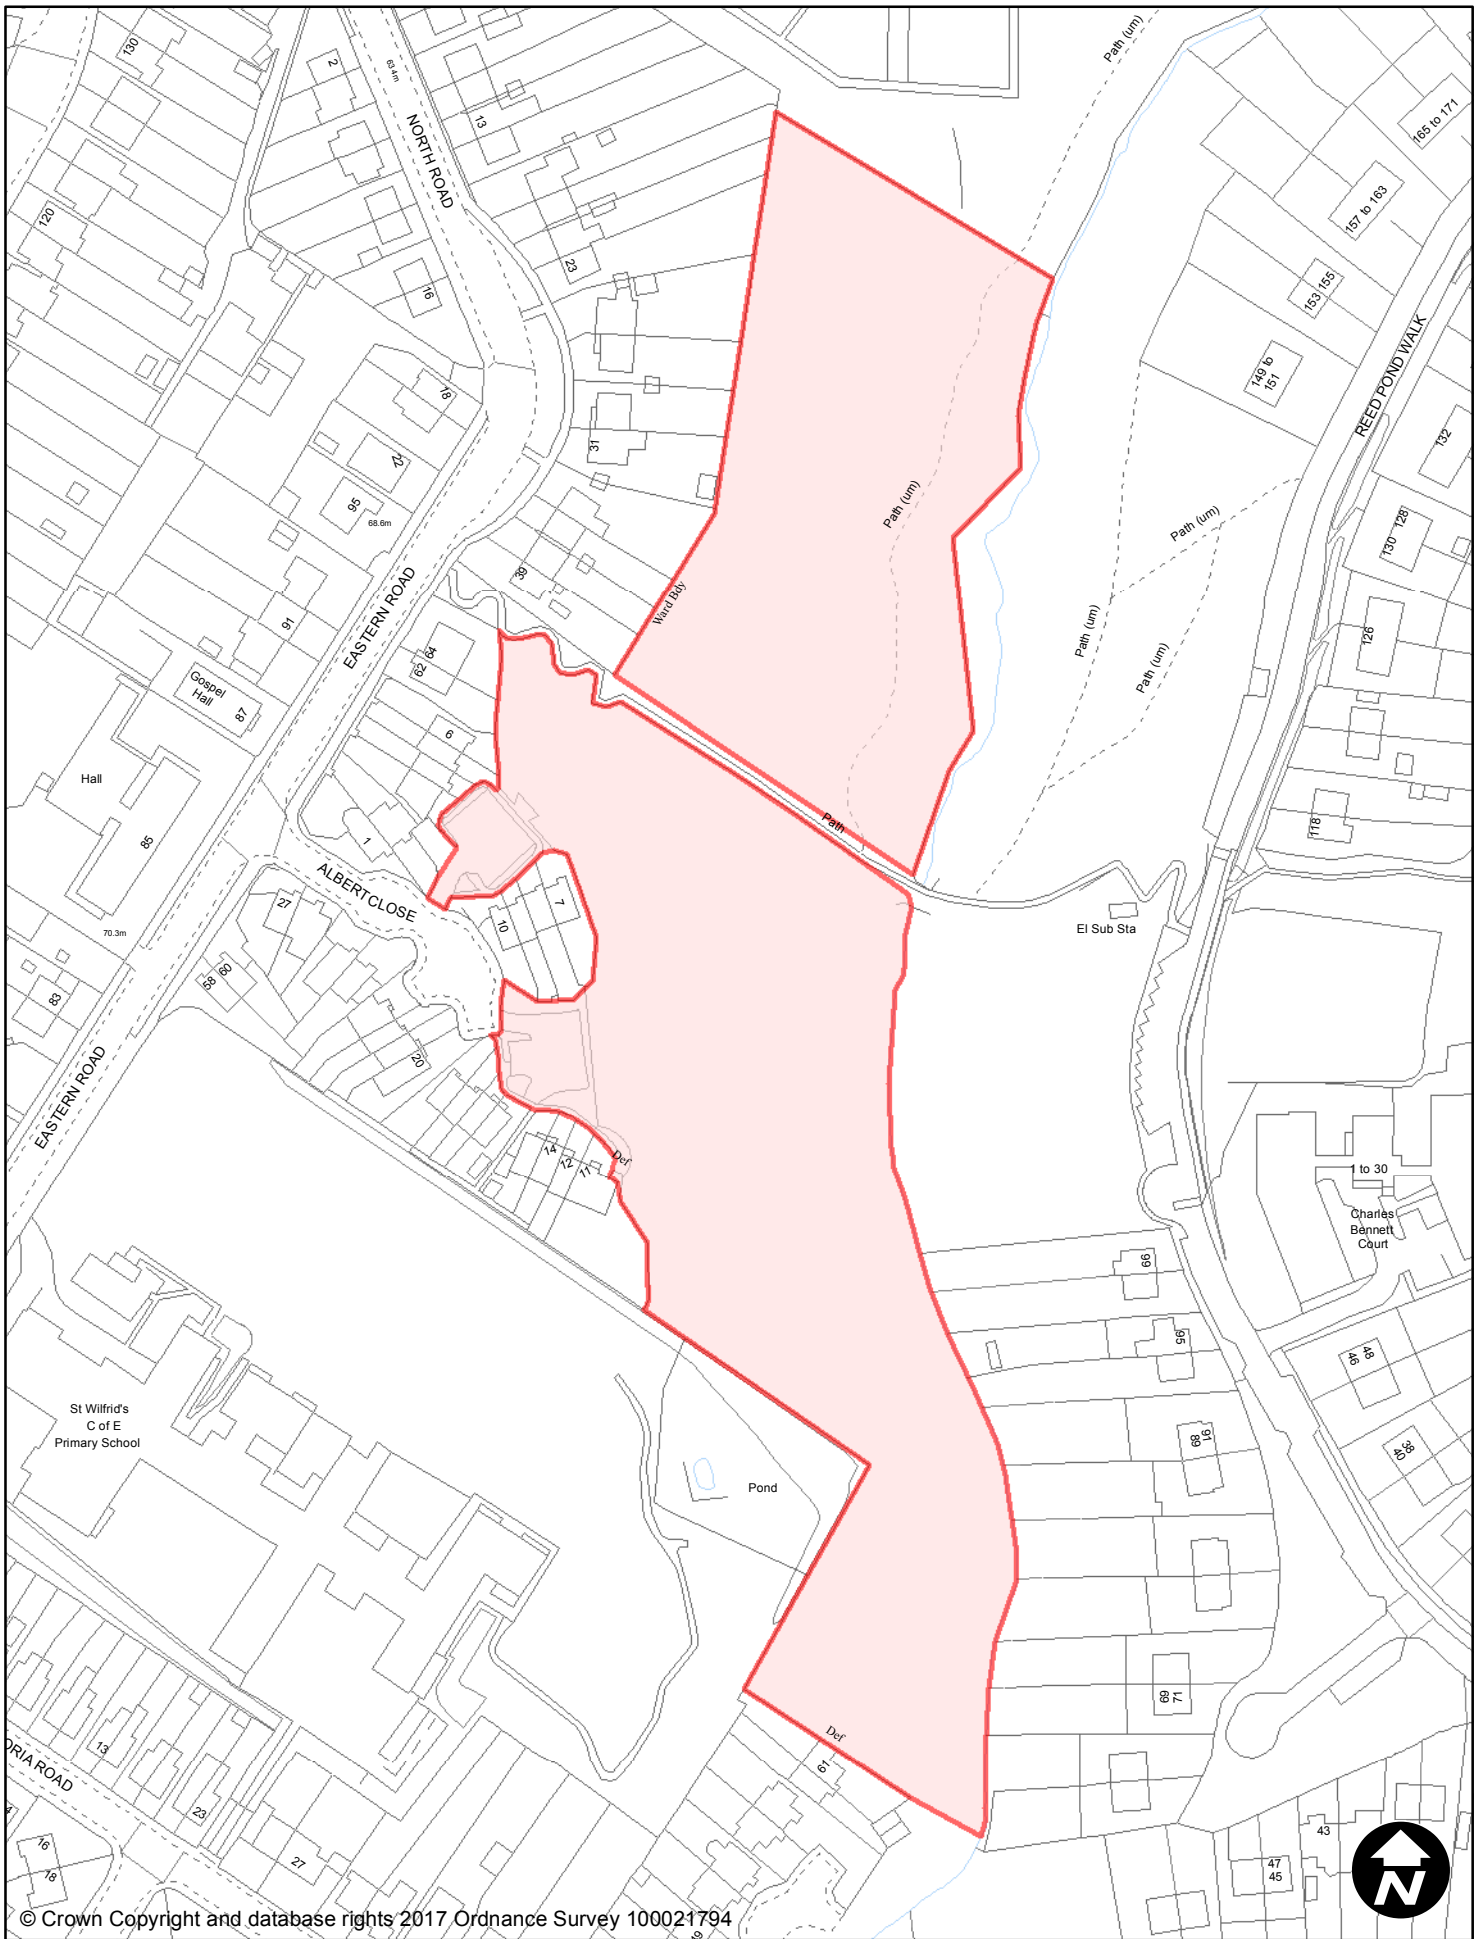 Path (um)
130
2
63.4m
165 to 171
13
NORTH ROAD
157 to 163
120
23
16
153 155
149 to
151
REED POND WALK
18
31
132
22
95
68.6m
Path (um)
Path (um)
128
130
39
EASTERN ROAD
Ward Bdy
91
Path (um)
126
62 64
Path (um)
Gospel
Hall
87
6
Hall
85
1
Path
118
ALBERT CLOSE
27
7
10
El Sub Sta
70.3m
58 60
83
20
EASTERN ROAD
14
12
11
Def
1 to 30
Charles
Bennett
Court
99
95
46 48
St Wilfrid's
C of E
Primary School
91
89
38
40
Pond
69
71
Def
61
13
ORIA ROAD
23
43
16
18
27
47
45
N
© Crown Copyright and database rights 2017 Ordnance Survey 100021794
49